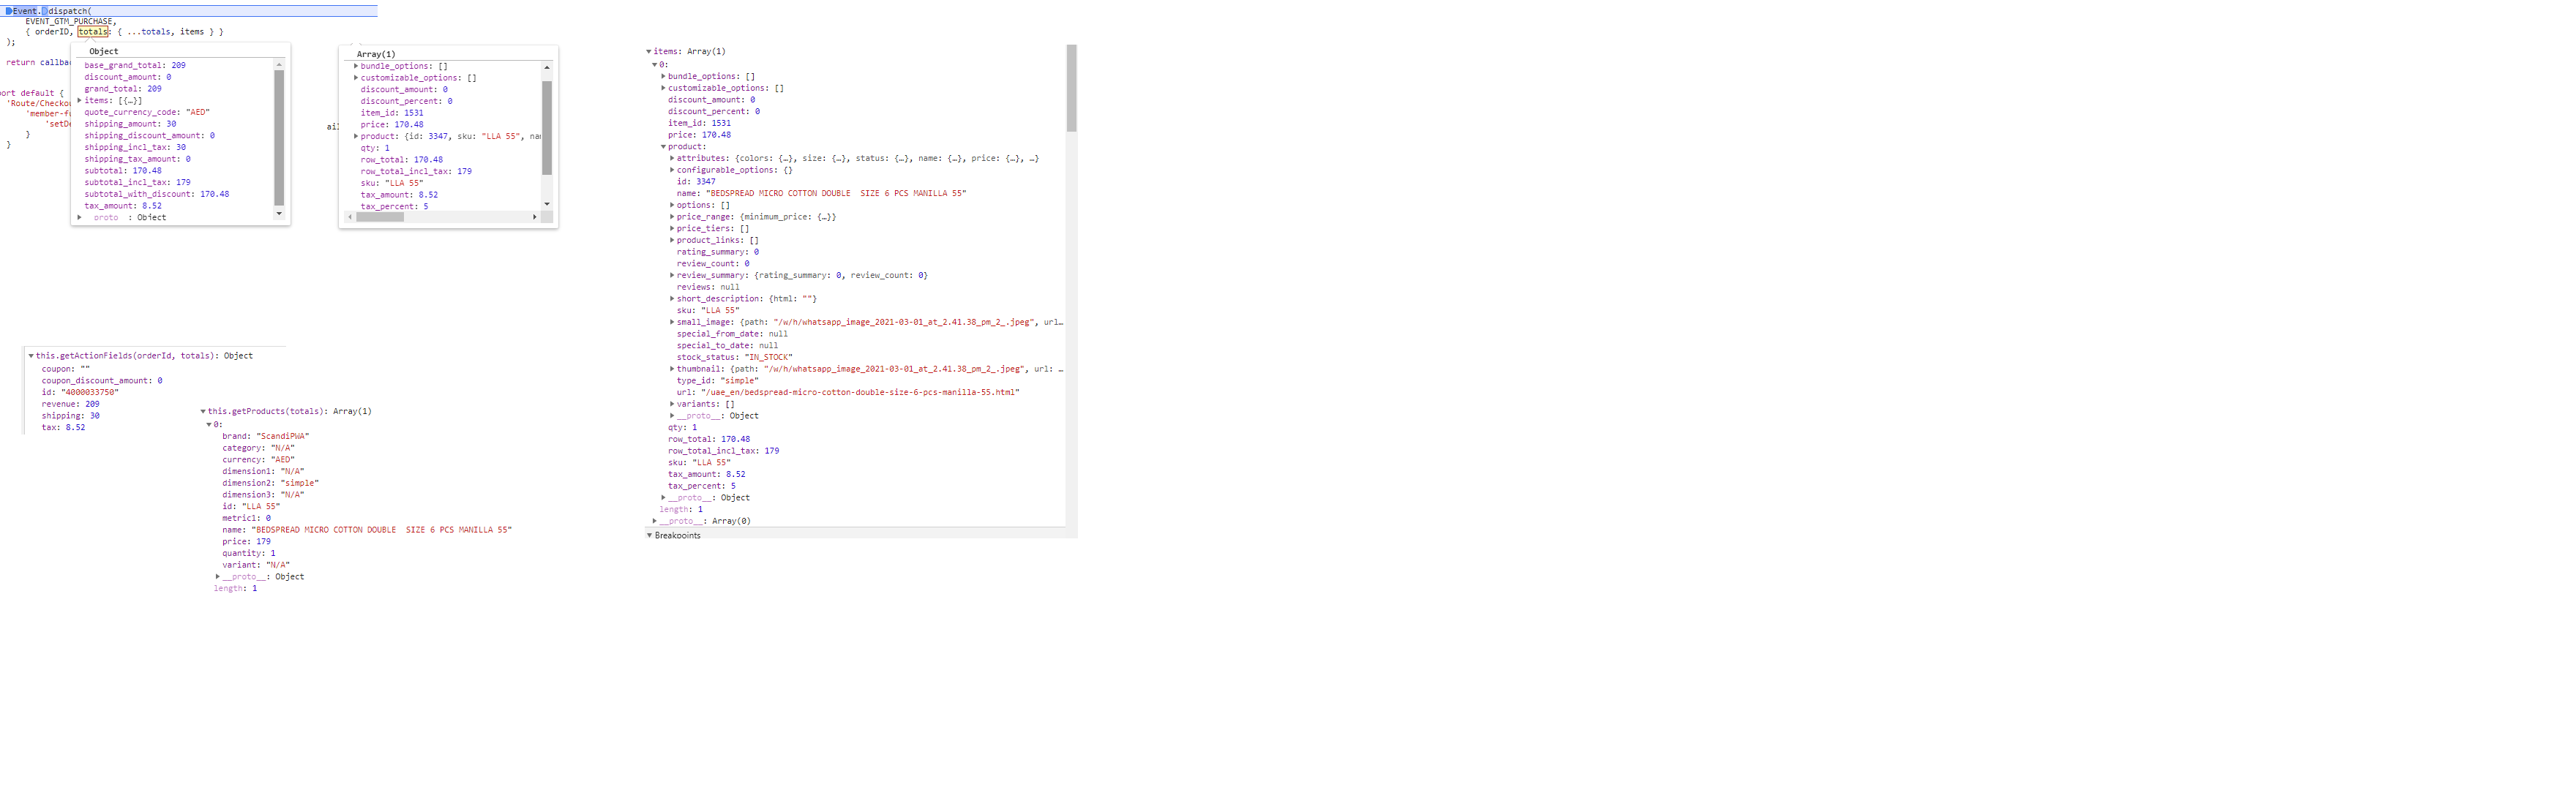 Event.dispatch(
EVENT_GTM_PURCHASE,
{ orderID, totals: { ...totals, items } }
);
return callba
ort default {
'Route/Checkou
'member-fu
'setDe
}
}
Object
base_grand_total: 209
discount_amount: 0
grand_total: 209
items: [{…}]
quote_currency_code: "AED"
shipping_amount: 30
shipping_discount_amount: 0
shipping_incl_tax: 30
shipping_tax_amount: 0
subtotal: 170.48
subtotal_incl_tax: 179
subtotal_with_discount: 170.48
tax_amount: 8.52
__proto__: Object
ail
Array(1)
bundle_options: []
customizable_options: []
discount_amount: 0
discount_percent: 0
item_id: 1531
price: 170.48
product: {id: 3347, sku: "LLA 55", nam
qty: 1
row_total: 170.48
row_total_incl_tax: 179
sku: "LLA 55"
tax_amount: 8.52
tax_percent: 5
items: Array(1)
0:
bundle_options: []
customizable_options: []
discount_amount: 0
discount_percent: 0
item_id: 1531
price: 170.48
product:
attributes: {colors: {…}, size: {…}, status: {…}, name: {…}, price: {…}, …}
configurable_options: {}
id: 3347
name: "BEDSPREAD MICRO COTTON DOUBLE  SIZE 6 PCS MANILLA 55"
options: []
price_range: {minimum_price: {…}}
price_tiers: []
product_links: []
rating_summary: 0
review_count: 0
review_summary: {rating_summary: 0, review_count: 0}
reviews: null
short_description: {html: ""}
sku: "LLA 55"
small_image: {path: "/w/h/whatsapp_image_2021-03-01_at_2.41.38_pm_2_.jpeg", url…
special_from_date: null
special_to_date: null
stock_status: "IN_STOCK"
thumbnail: {path: "/w/h/whatsapp_image_2021-03-01_at_2.41.38_pm_2_.jpeg", url: …
type_id: "simple"
url: "/uae_en/bedspread-micro-cotton-double-size-6-pcs-manilla-55.html"
variants: []
__proto__: Object
qty: 1
row_total: 170.48
row_total_incl_tax: 179
sku: "LLA 55"
tax_amount: 8.52
tax_percent: 5
__proto__: Object
length: 1
__proto__: Array(0)
Breakpoints
this.getActionFields(orderId, totals): Object
coupon: ""
coupon_discount_amount: 0
id: "4000033750"
revenue: 209
shipping: 30
tax: 8.52
this.getProducts(totals): Array(1)
0:
brand: "ScandiPWA"
category: "N/A"
currency: "AED"
dimension1: "N/A"
dimension2: "simple"
dimension3: "N/A"
id: "LLA 55"
metric1: 0
name: "BEDSPREAD MICRO COTTON DOUBLE  SIZE 6 PCS MANILLA 55"
price: 179
quantity: 1
variant: "N/A"
__proto__: Object
length: 1